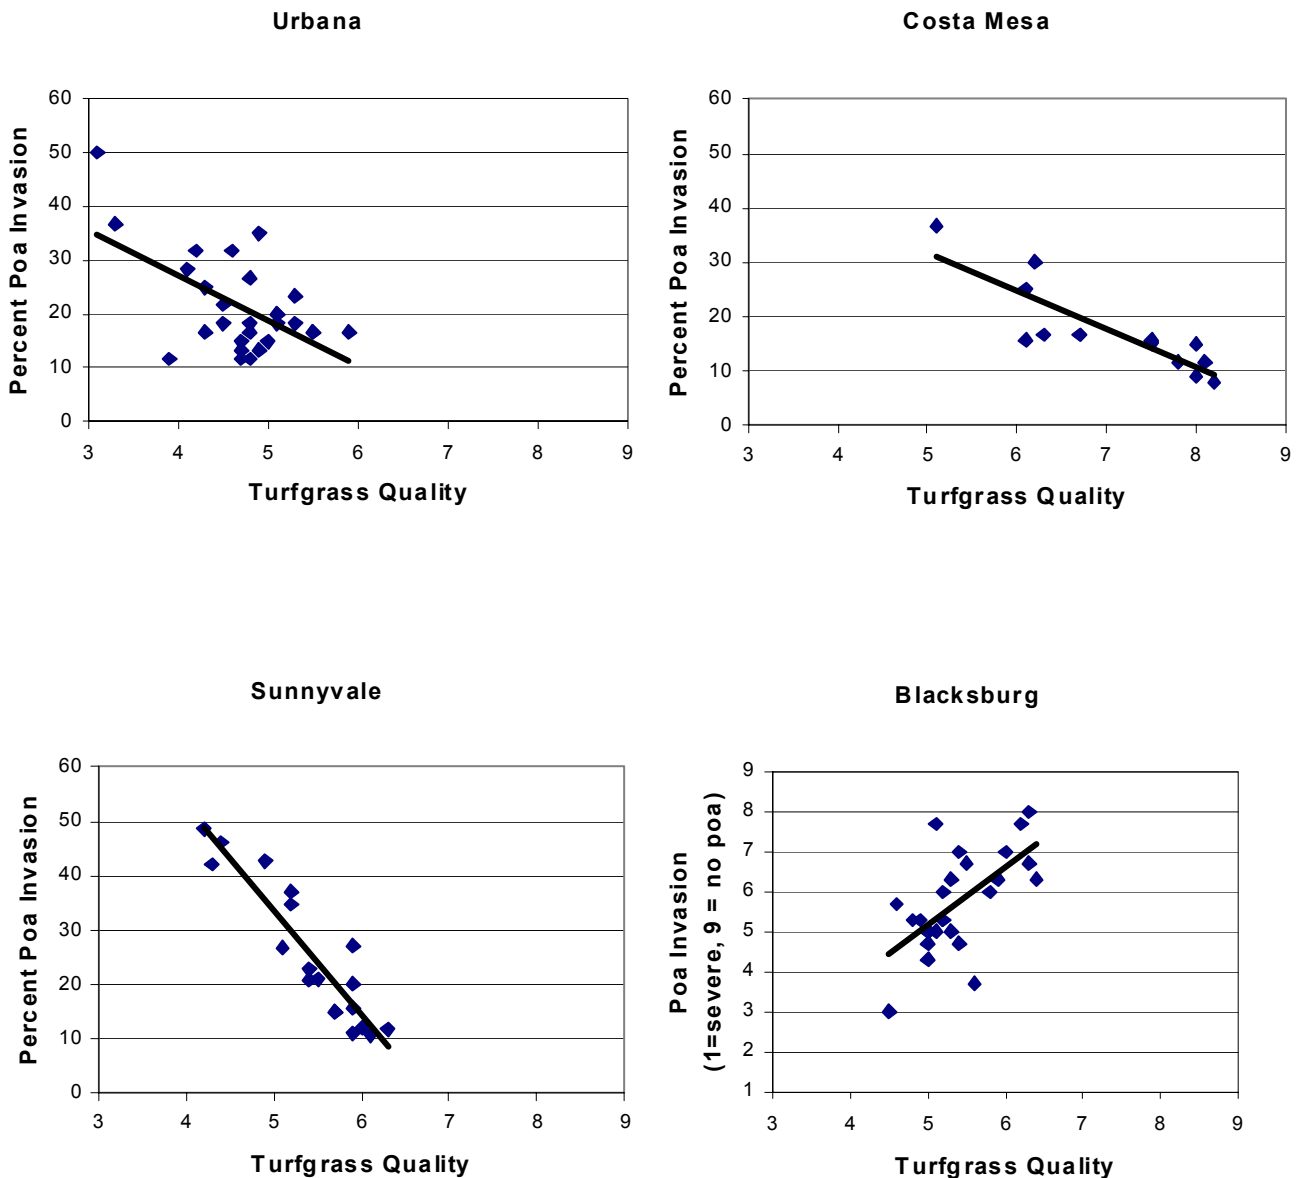 Urbana
Percent Poa Invasion
60
50
40
30
20
10
0
3 4 5 6 7 8 9
Turfgrass Quality
Costa Mesa
Percent Poa Invasion
60
50
40
30
20
10
0
3 4 5 6 7 8 9
Turfgrass Quality
Sunnyvale
Percent Poa Invasion
60
50
40
30
20
10
0
3 4 5 6 7 8 9
Turfgrass Quality
Blacksburg
Poa Invasion
(1=severe, 9 = no poa)
9
8
7
6
5
4
3
2
1
3 4 5 6 7 8 9
Turfgrass Quality